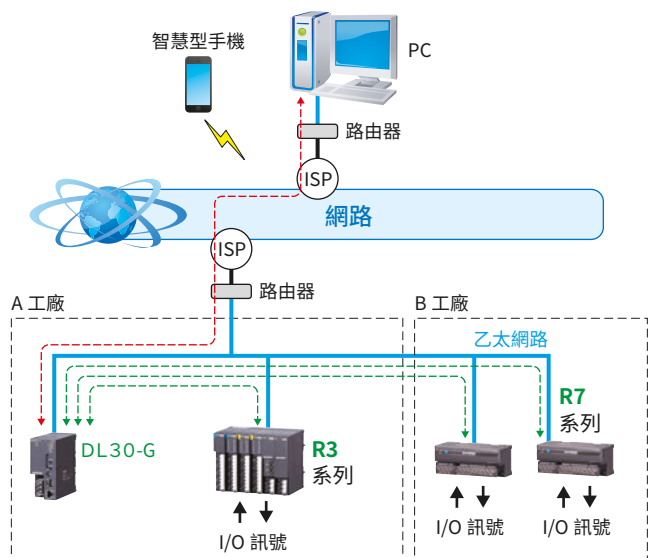 智慧型手機
PC
路由器
ISP
網路
ISP
路由器
A 工廠
B 工廠
乙太網路
DL30-G
R3
系列
R7
系列
I/O 訊號
I/O 訊號
I/O 訊號